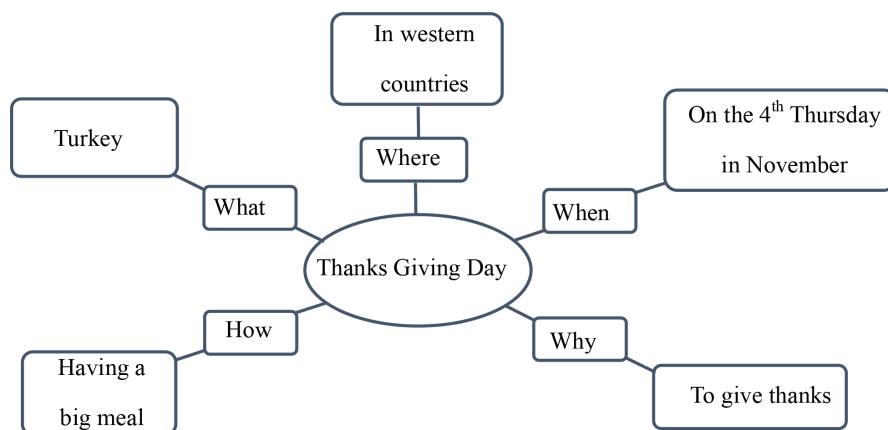 In western
countries
On the 4th Thursday
in November
Turkey
Where
What
When
Thanks Giving Day
How
Why
Having a
big meal
To give thanks